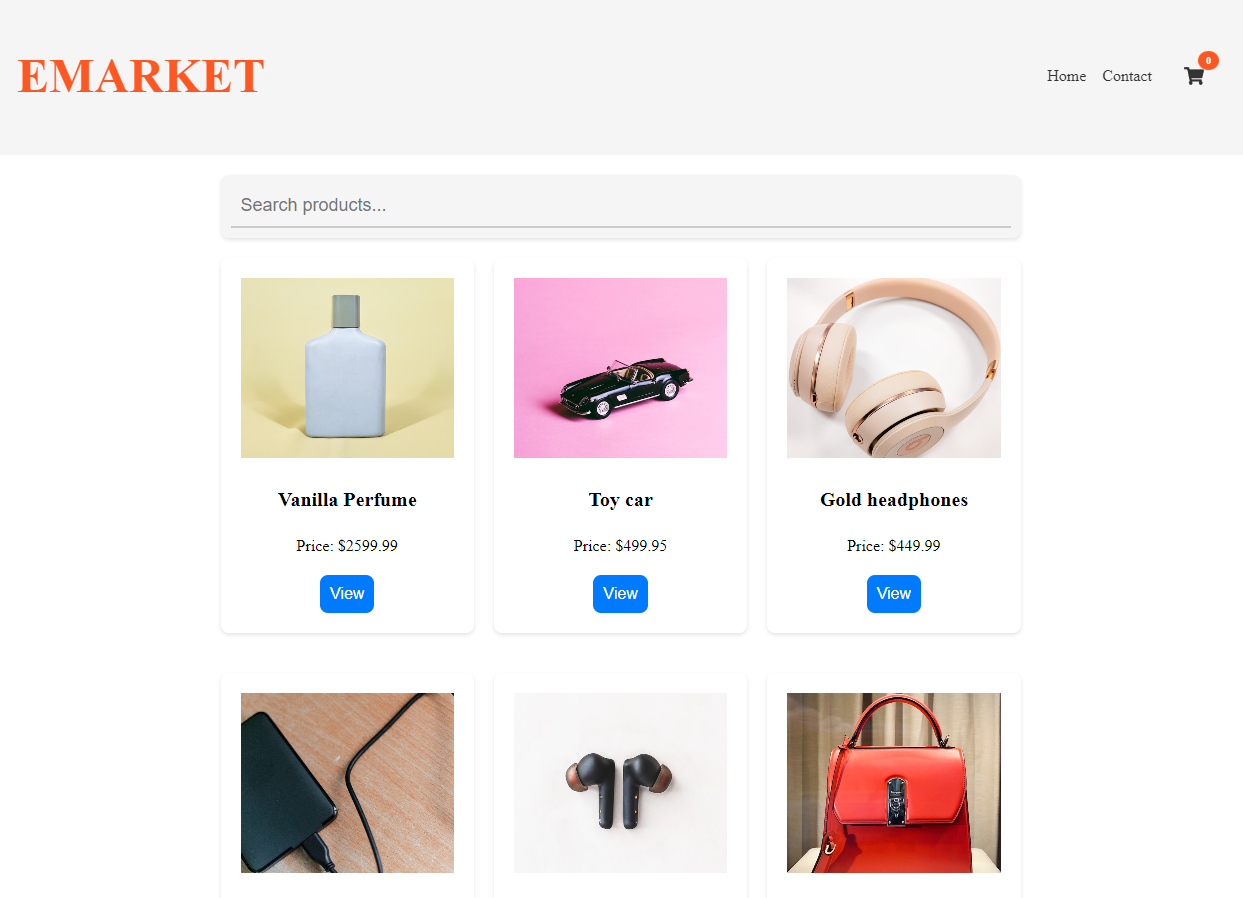 EMARKET
Home Contact 0
Search products...
Vanilla Perfume Toy car Gold headphones
Price: $2599.99 Price: $499.95 Price: $449.99
View View View